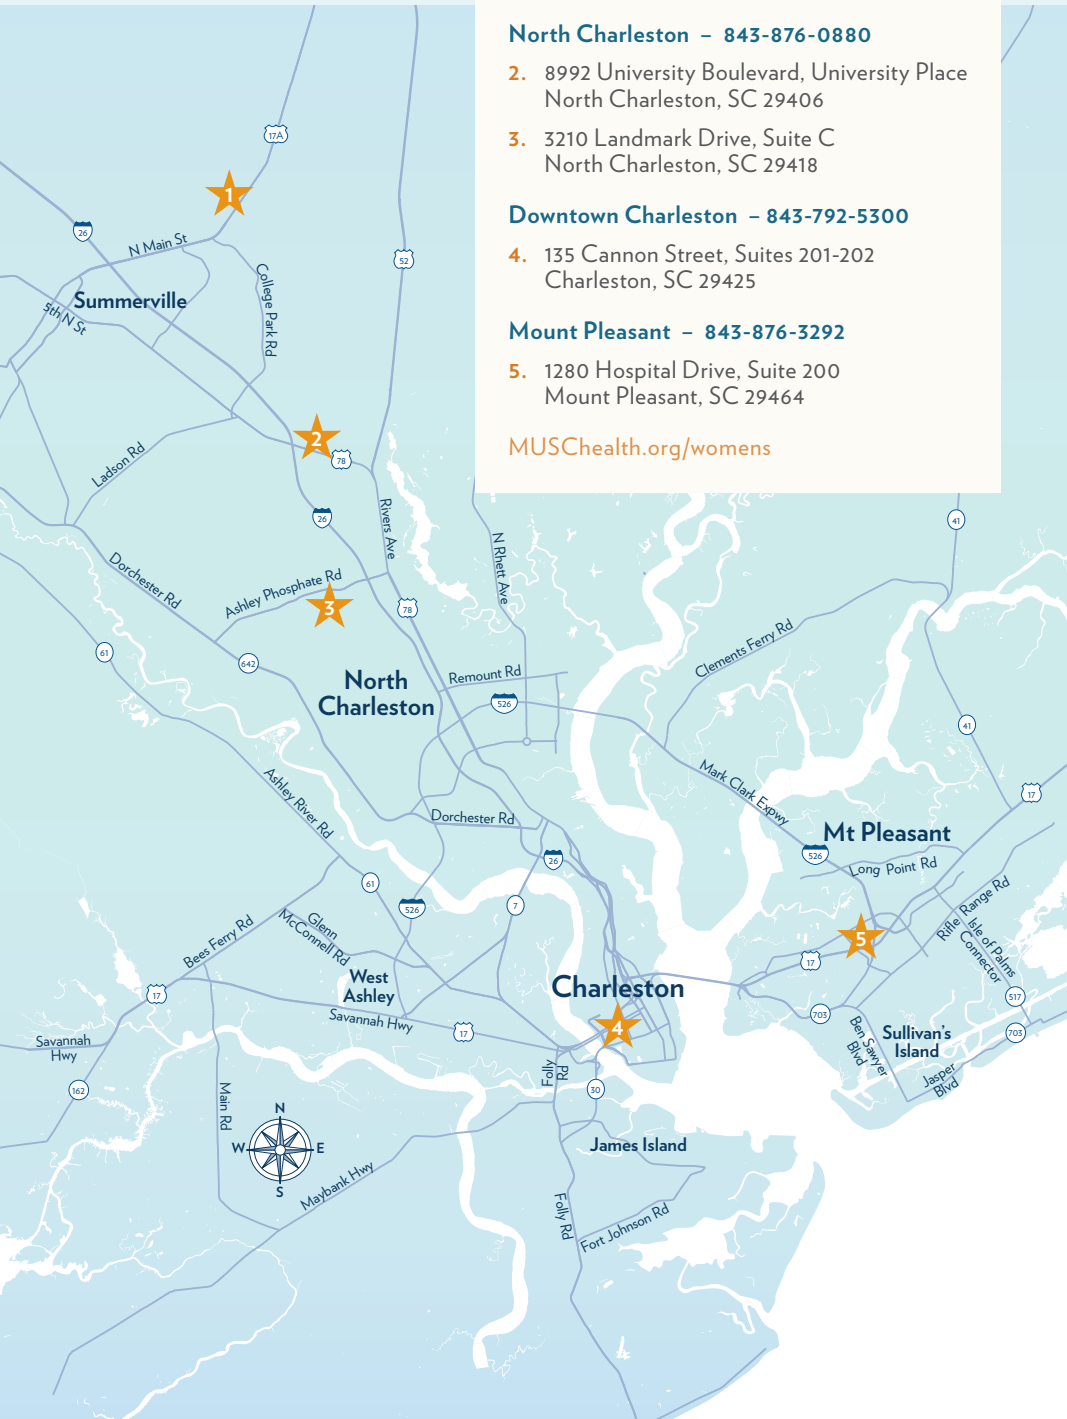 North Charleston – 843-876-0880
2. 8992 University Boulevard, University Place
North Charleston, SC 29406
3. 3210 Landmark Drive, Suite C
North Charleston, SC 29418
Downtown Charleston – 843-792-5300
4. 135 Cannon Street, Suites 201-202
Charleston, SC 29425
Mount Pleasant – 843-876-3292
5. 1280 Hospital Drive, Suite 200
Mount Pleasant, SC 29464
MUSChealth.org/womens
17A
1
26
N Main St
52
College Park Rd
Summerville
5th N St
2
78
Ladson Rd
26
Rivers Ave
41
N Rhett Ave
Dorchester Rd
Ashley Phosphate Rd
3
78
61
642
Clements Ferry Rd
Remount Rd
North
Charleston
526
41
Mark Clark Expwy
17
Ashley River Rd
Dorchester Rd
Mt Pleasant
526
26
Long Point Rd
61
526
7
Rifle Range Rd
Glenn
McConnell Rd
Bees Ferry Rd
5
Isle of Palms
Connector
17
West
Ashley
Charleston
17
517
Savannah Hwy
17
4
703
703
Ben Sawyer
Blvd
Sullivan's
Island
Savannah
Hwy
Folly
Rd
Jasper
Blvd
162
30
Main Rd
N
W
E
S
James Island
Maybank Hwy
Folly Rd
Fort Johnson Rd